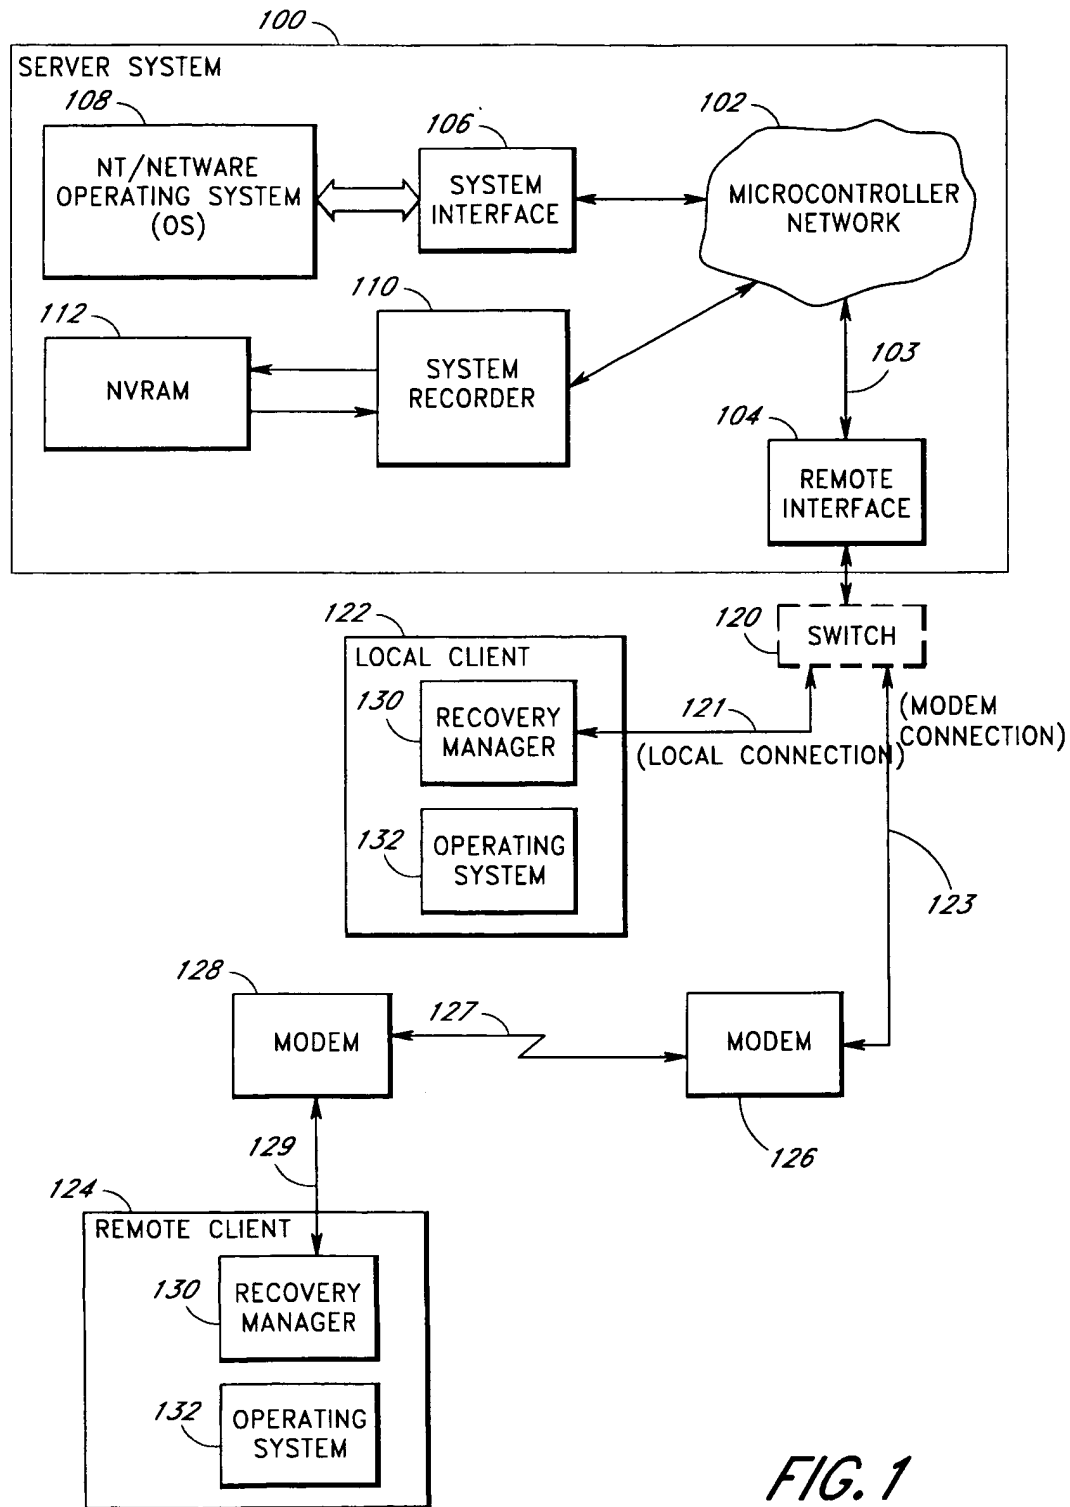 100
SERVER SYSTEM
108
NT/NETWARE
OPERATING SYSTEM
(OS)
106
SYSTEM
INTERFACE
102
MICROCONTROLLER
NETWORK
112
NVRAM
110
SYSTEM
RECORDER
103
104
REMOTE
INTERFACE
120
SWITCH
122
LOCAL CLIENT
130
RECOVERY
MANAGER
121
(LOCAL CONNECTION)
(MODEM
CONNECTION)
132
OPERATING
SYSTEM
123
128
MODEM
127
MODEM
126
129
124
REMOTE CLIENT
130
RECOVERY
MANAGER
132
OPERATING
SYSTEM
FIG. 1